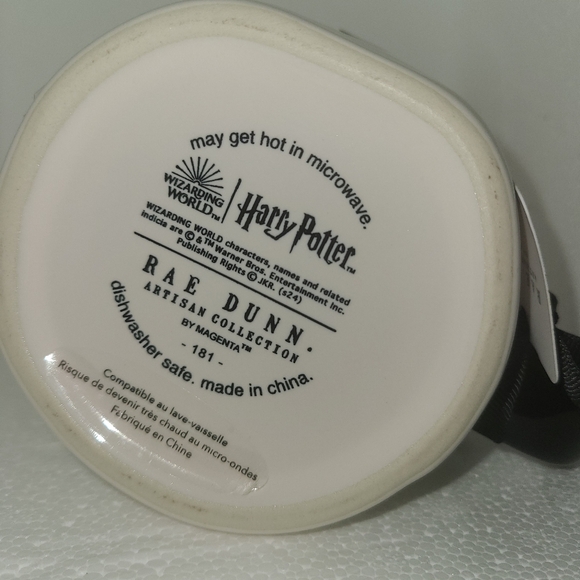 may get hot in microwave.
WIZARDING
WORLD™
Harry Potter™
WIZARDING WORLD characters, names and related
indicia are © & ™ Warner Bros. Entertainment Inc.
Publishing Rights © JKR. (s24)
RAE DUNN.
ARTISAN COLLECTION
BY MAGENTA™
- 181 -
dishwasher safe. made in china.
Compatible au lave-vaisselle
Risque de devenir très chaud au micro-ondes
Fabriqué en Chine